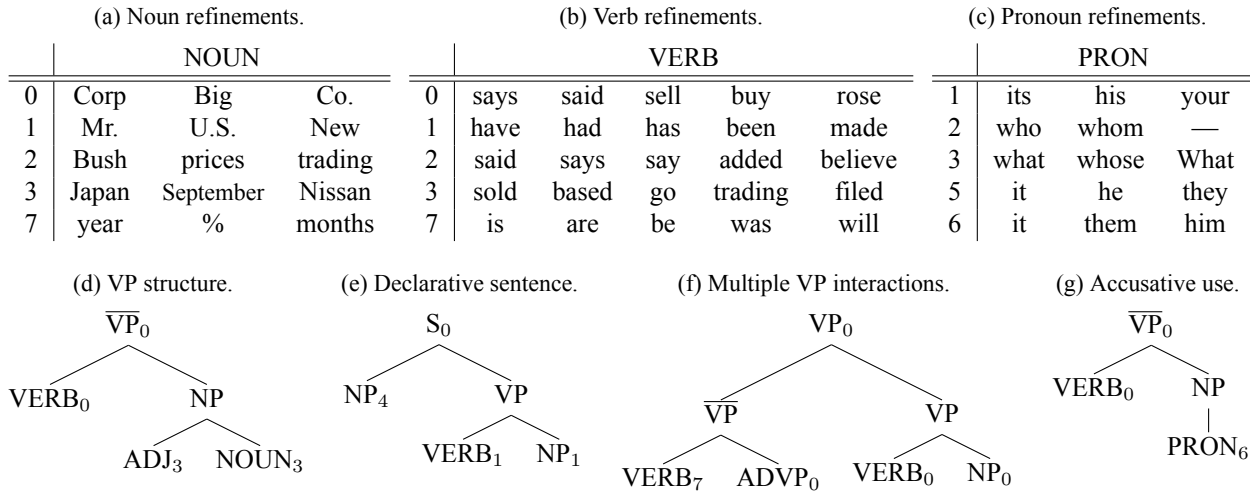 (a) Noun refinements.
NOUN
0 Corp Big Co.
1 Mr. U.S. New
2 Bush prices trading
3 Japan September Nissan
7 year % months
(b) Verb refinements.
VERB
0 says said sell buy rose
1 have had has been made
2 said says say added believe
3 sold based go trading filed
7 is are be was will
(c) Pronoun refinements.
PRON
1 its his your
2 who whom —
3 what whose What
5 it he they
6 it them him
(d) VP structure.
V̅P̅₀
VERB₀ NP
ADJ₃ NOUN₃
(e) Declarative sentence.
S₀
NP₄ VP
VERB₁ NP₁
(f) Multiple VP interactions.
VP₀
V̅P̅ VP
VERB₇ ADVP₀ VERB₀ NP₀
(g) Accusative use.
V̅P̅₀
VERB₀ NP
PRON₆